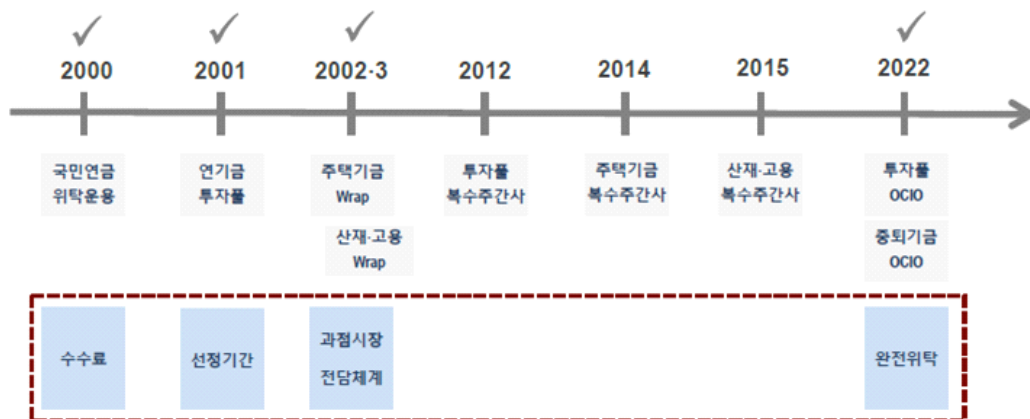 2000 2001 2002·3 2012 2014 2015 2022
국민연금 연기금 주택기금 투자풀 주택기금 산재·고용 투자풀
위탁운용 투자풀 Wrap 복수주간사 복수주간사 복수주간사 OCIO
산재·고용 중퇴기금
Wrap OCIO
수수료 선정기간 과점시장 완전위탁
전담체계